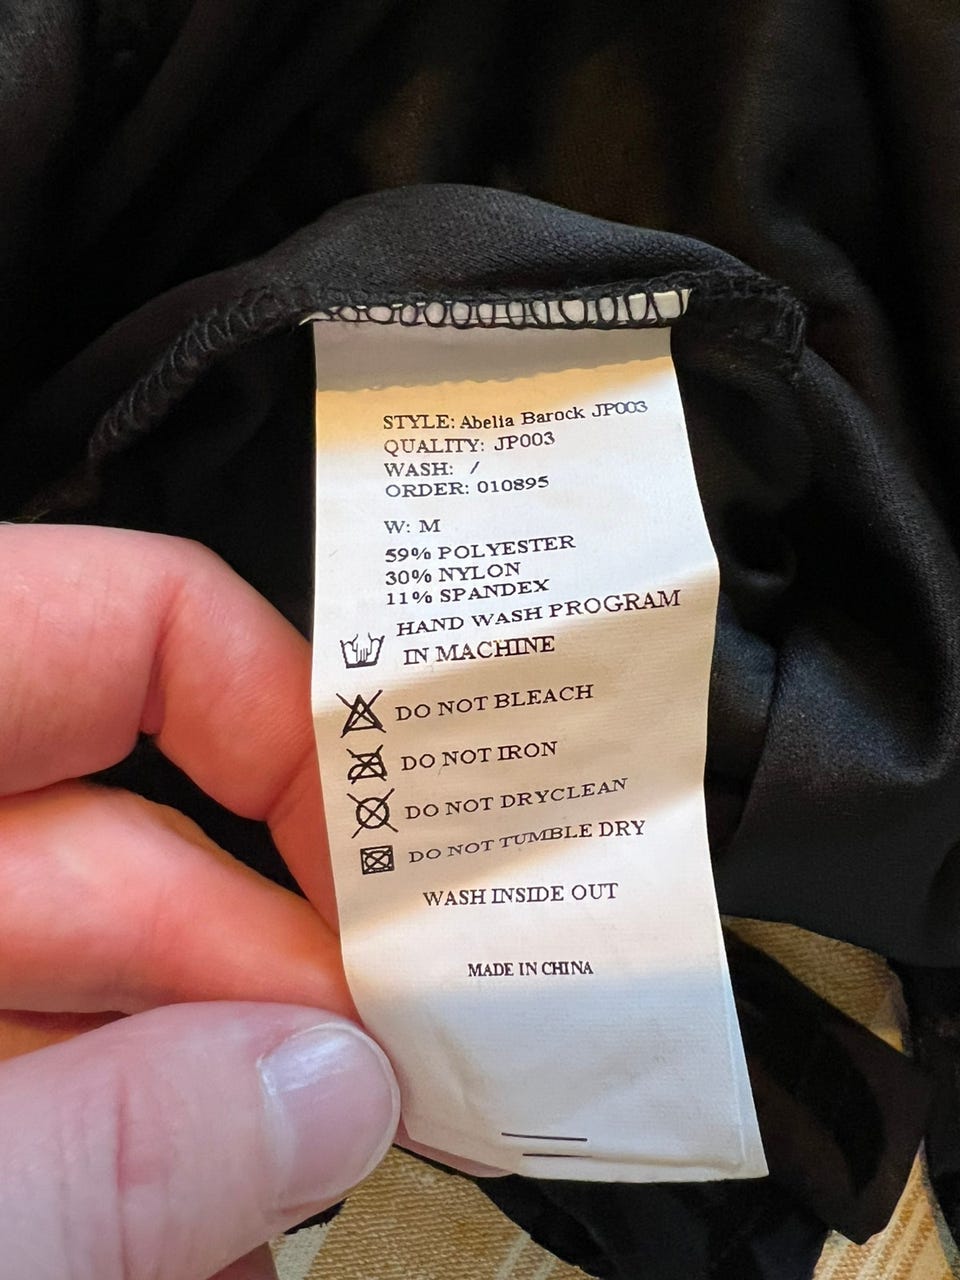 STYLE: Abelia Barock JP003
QUALITY: JP003
WASH: /
ORDER: 010895
W: M
59% POLYESTER
30% NYLON
11% SPANDEX
HAND WASH PROGRAM
IN MACHINE
DO NOT BLEACH
DO NOT IRON
DO NOT DRYCLEAN
DO NOT TUMBLE DRY
WASH INSIDE OUT
MADE IN CHINA